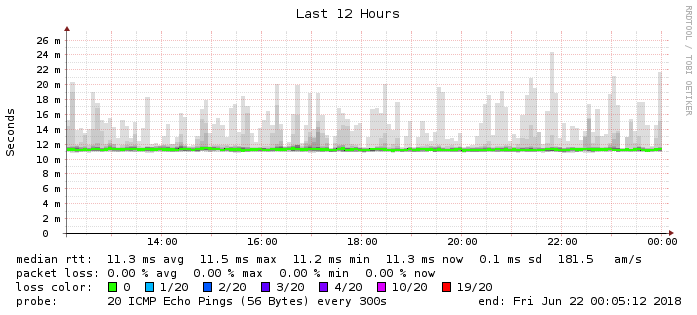 Last 12 Hours
RRDTOOL / TOBI OETIKER
Seconds
26 m
24 m
22 m
20 m
18 m
16 m
14 m
12 m
10 m
8 m
6 m
4 m
2 m
0
14:00 16:00 18:00 20:00 22:00 00:00
median rtt: 11.3 ms avg 11.5 ms max 11.2 ms min 11.3 ms now 0.1 ms sd 181.5 am/s
packet loss: 0.00 % avg 0.00 % max 0.00 % min 0.00 % now
loss color: 0 1/20 2/20 3/20 4/20 10/20 19/20
probe: 20 ICMP Echo Pings (56 Bytes) every 300s end: Fri Jun 22 00:05:12 2018